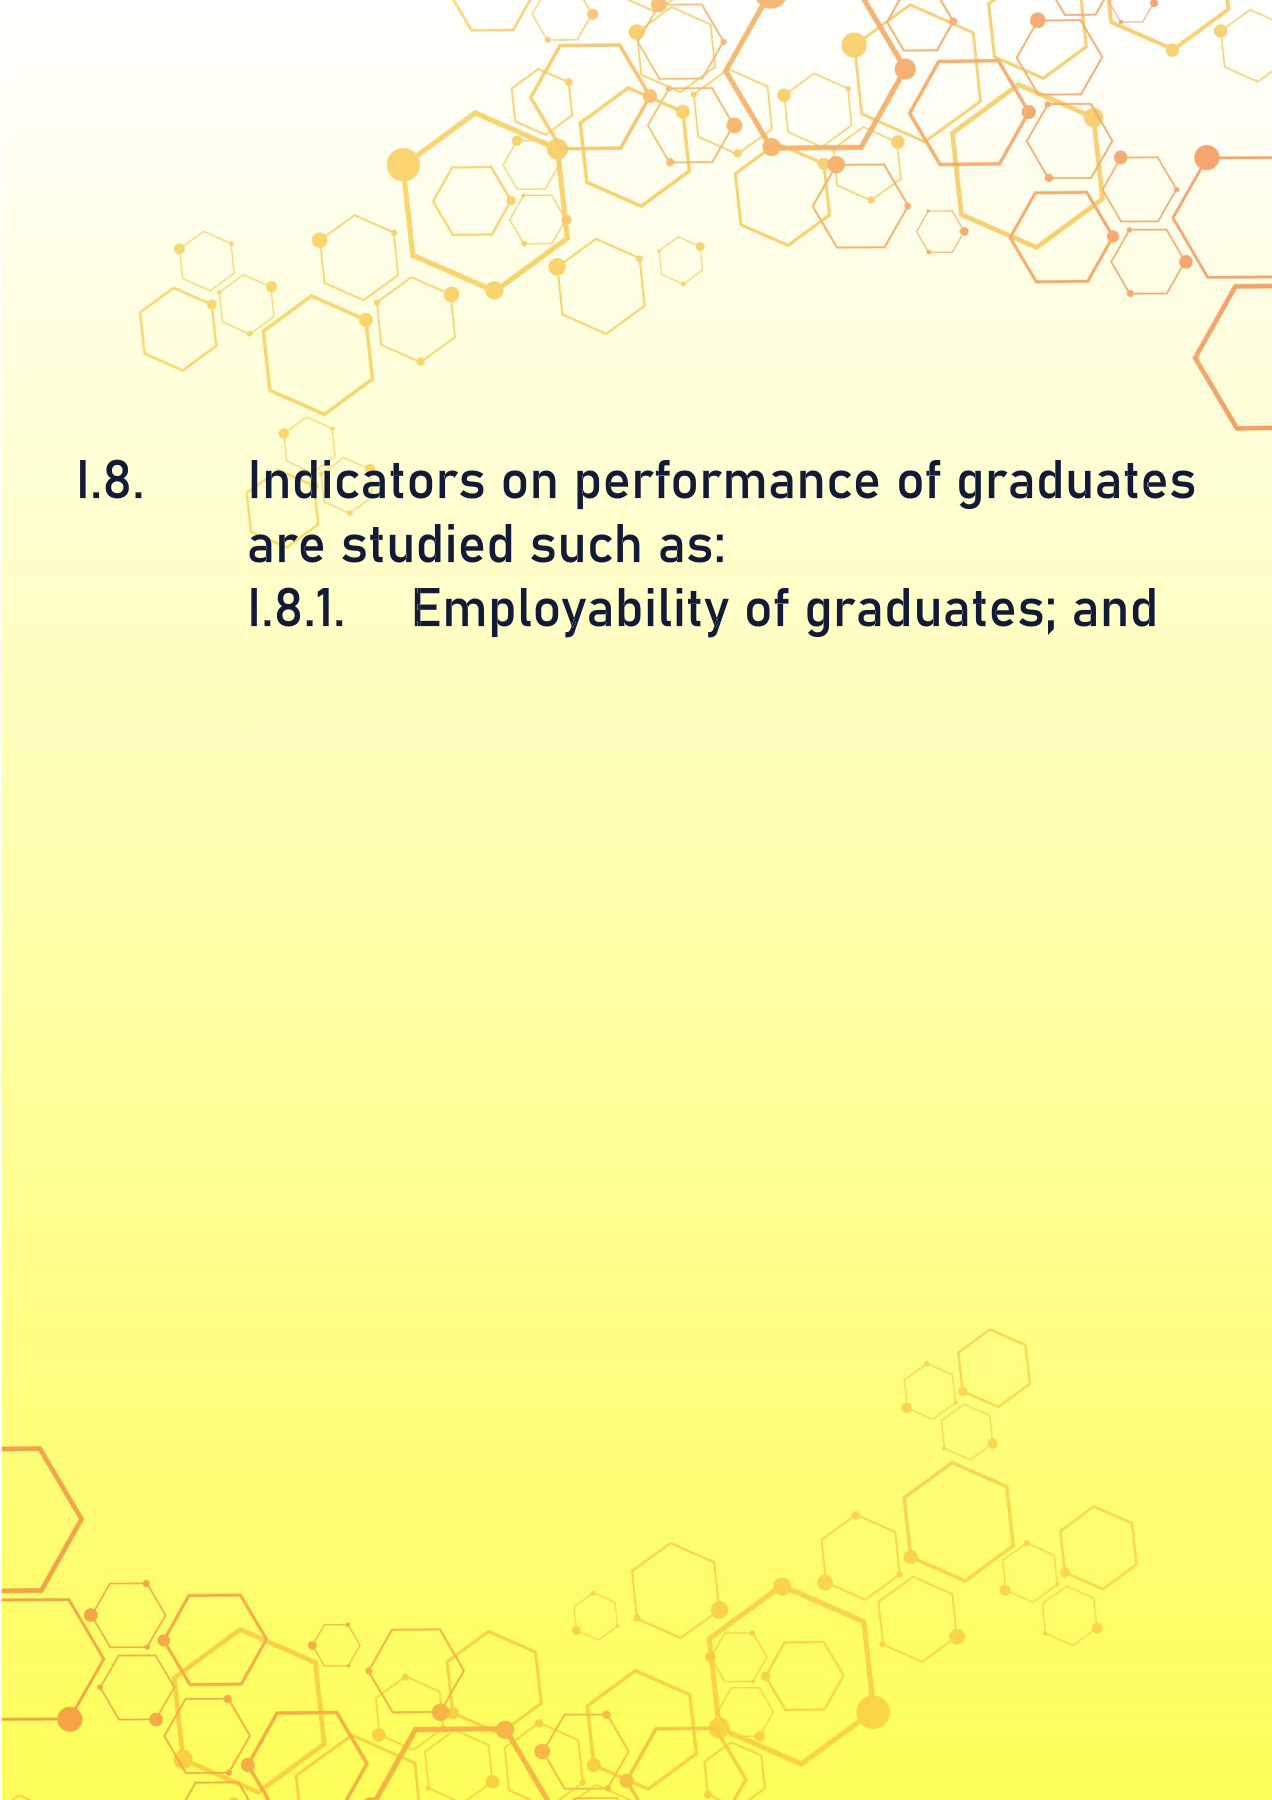 I.8. Indicators on performance of graduates
are studied such as:
I.8.1. Employability of graduates; and